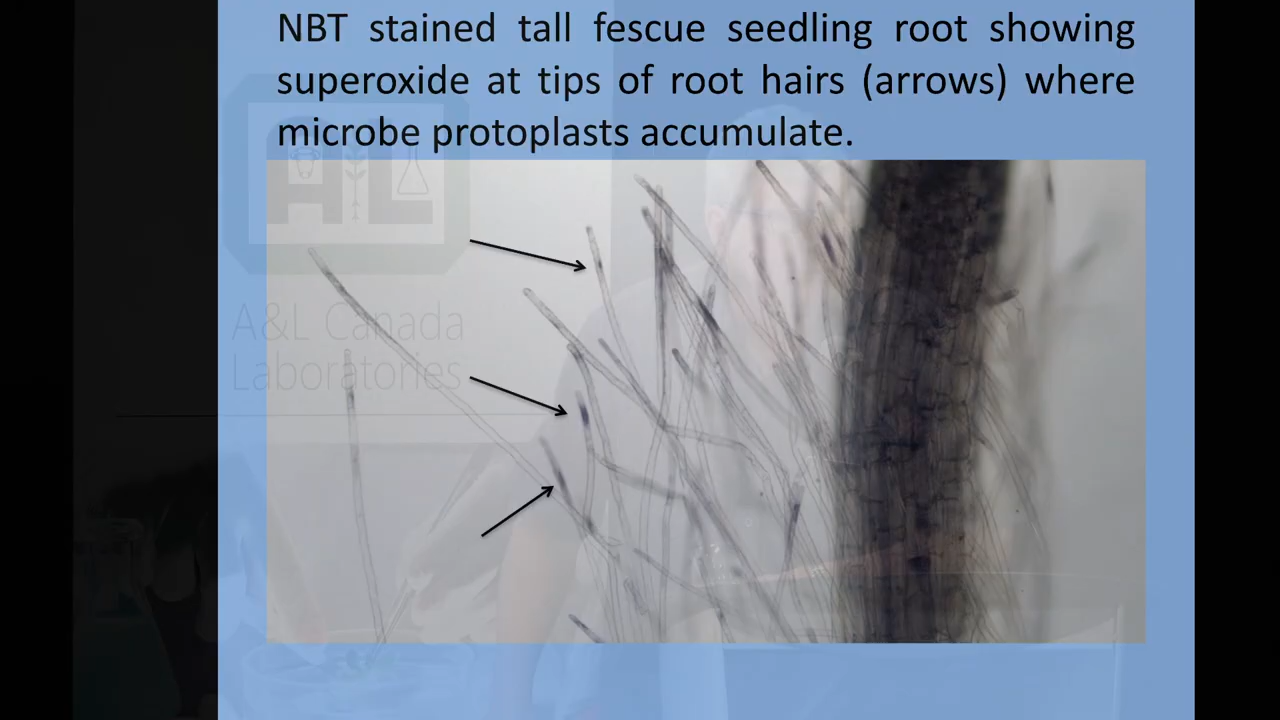 NBT stained tall fescue seedling root showing
superoxide at tips of root hairs (arrows) where
microbe protoplasts accumulate.
AL
A&L Canada
Laboratories